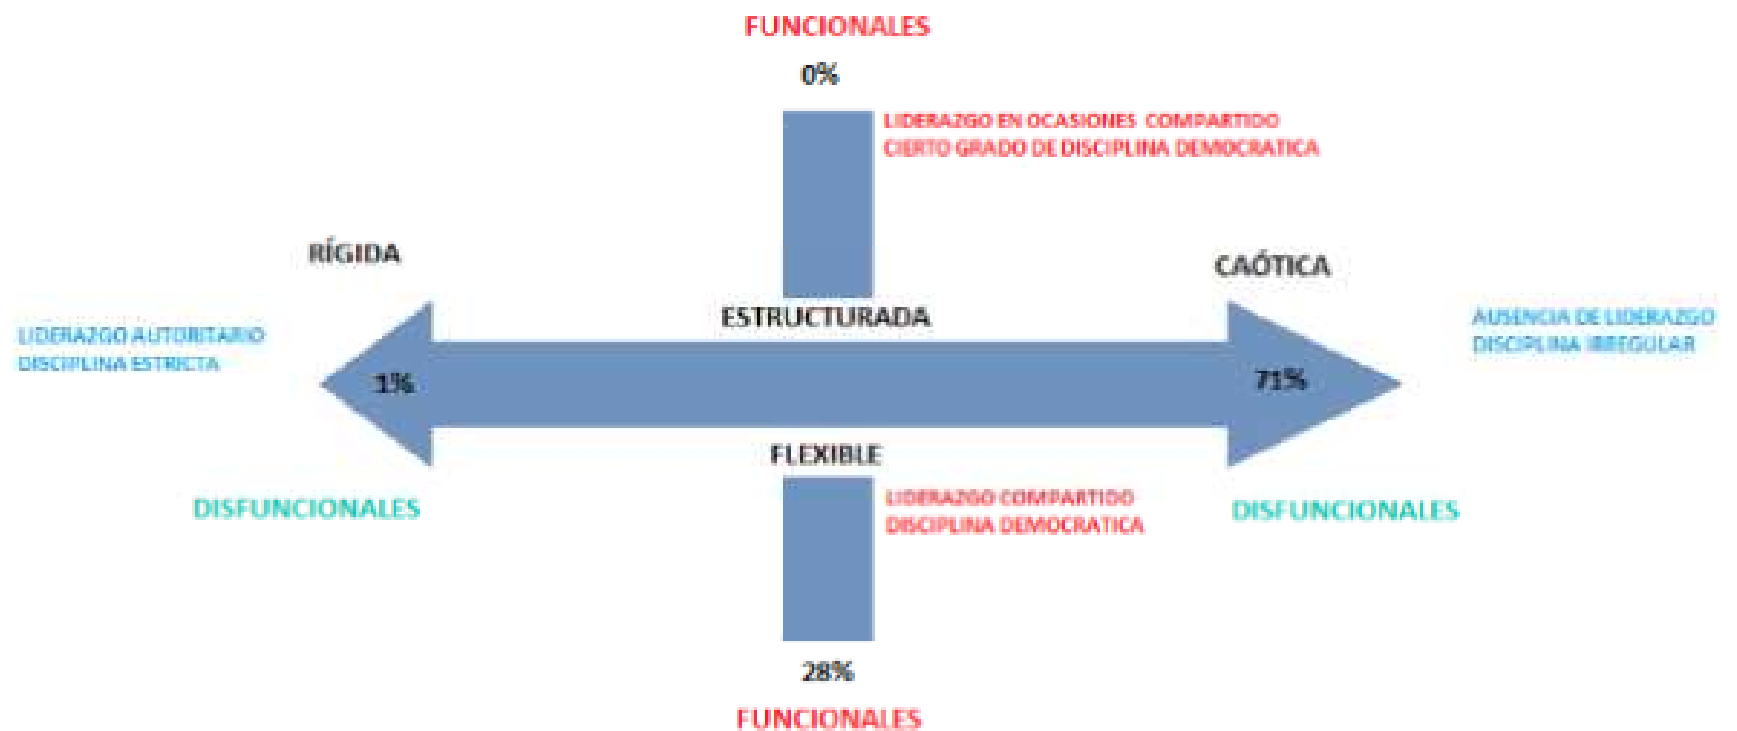 FUNCIONALES
0%
LIDERAZGO EN OCASIONES COMPARTIDO
CIERTO GRADO DE DISCIPLINA DEMOCRATICA
RÍGIDA
CAÓTICA
ESTRUCTURADA
LIDERAZGO AUTORITARIO
DISCIPLINA ESTRICTA
AUSENCIA DE LIDERAZGO
DISCIPLINA IRREGULAR
1%
71%
FLEXIBLE
LIDERAZGO COMPARTIDO
DISCIPLINA DEMOCRATICA
DISFUNCIONALES
DISFUNCIONALES
28%
FUNCIONALES